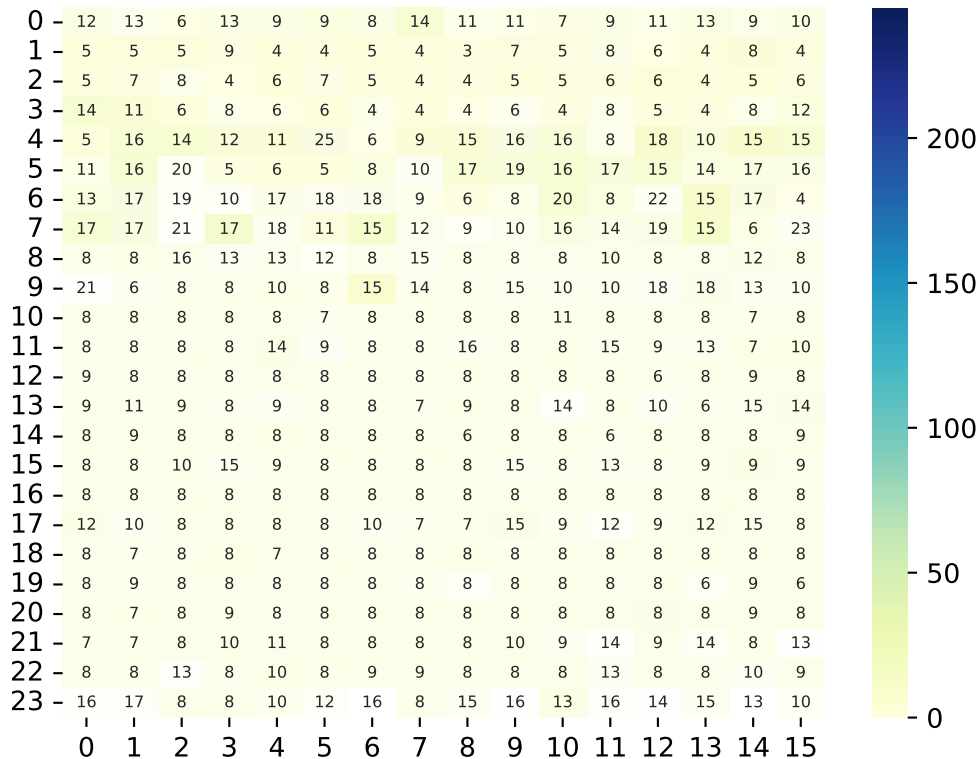 0 12 13 6 13 9 9 8 14 11 11 7 9 11 13 9 10
1 5 5 5 9 4 4 5 4 3 7 5 8 6 4 8 4
200
2 5 7 8 4 6 7 5 4 4 5 5 6 6 4 5 6
3 14 11 6 8 6 6 4 4 4 6 4 8 5 4 8 12
4 5 16 14 12 11 25 6 9 15 16 16 8 18 10 15 15
5 11 16 20 5 6 5 8 10 17 19 16 17 15 14 17 16
6 13 17 19 10 17 18 18 9 6 8 20 8 22 15 17 4
7 17 17 21 17 18 11 15 12 9 10 16 14 19 15 6 23
8 8 8 16 13 13 12 8 15 8 8 8 10 8 8 12 8
150
9 21 6 8 8 10 8 15 14 8 15 10 10 18 18 13 10
10 8 8 8 8 8 7 8 8 8 8 11 8 8 8 7 8
11 8 8 8 8 14 9 8 8 16 8 8 15 9 13 7 10
12 9 8 8 8 8 8 8 8 8 8 8 8 6 8 9 8
13 9 11 9 8 9 8 8 7 9 8 14 8 10 6 15 14
100
14 8 9 8 8 8 8 8 8 6 8 8 6 8 8 8 9
15 8 8 10 15 9 8 8 8 8 15 8 13 8 9 9 9
16 8 8 8 8 8 8 8 8 8 8 8 8 8 8 8 8
17 12 10 8 8 8 8 10 7 7 15 9 12 9 12 15 8
18 8 7 8 8 7 8 8 8 8 8 8 8 8 8 8 8
50
19 8 9 8 8 8 8 8 8 8 8 8 8 8 6 9 6
20 8 7 8 9 8 8 8 8 8 8 8 8 8 8 9 8
21 7 7 8 10 11 8 8 8 8 10 9 14 9 14 8 13
22 8 8 13 8 10 8 9 9 8 8 8 13 8 8 10 9
23 16 17 8 8 10 12 16 8 15 16 13 16 14 15 13 10
0
0 1 2 3 4 5 6 7 8 9 10 11 12 13 14 15